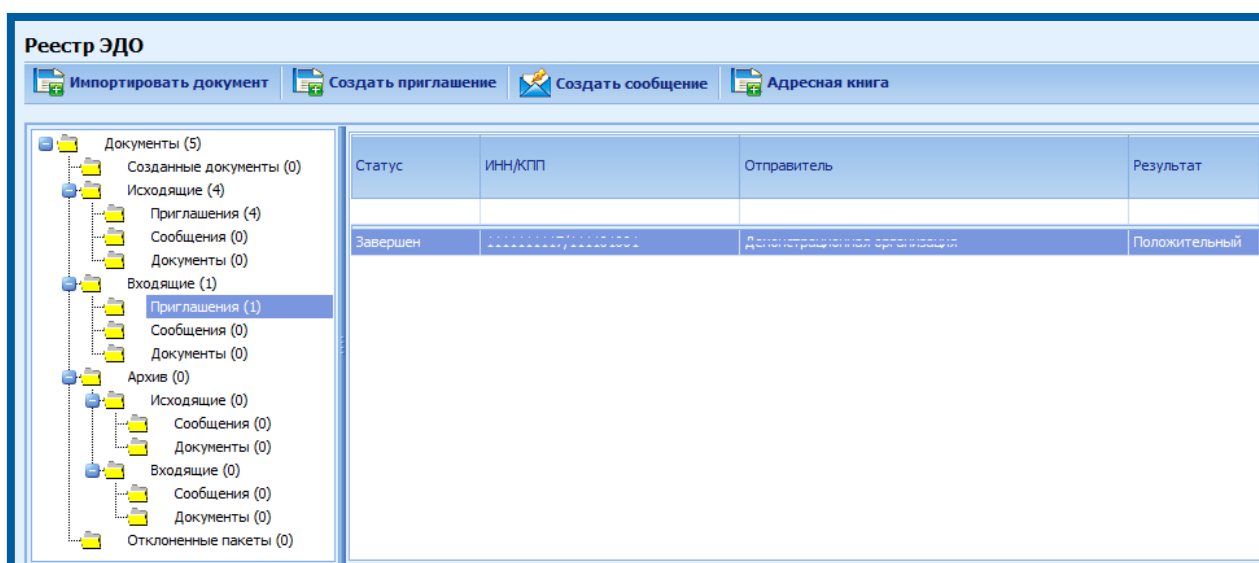 Реестр ЭДО
Импортировать документ Создать приглашение Создать сообщение Адресная книга
Документы (5)
Созданные документы (0)
Исходящие (4)
Приглашения (4)
Сообщения (0)
Документы (0)
Входящие (1)
Приглашения (1)
Сообщения (0)
Документы (0)
Архив (0)
Исходящие (0)
Сообщения (0)
Документы (0)
Входящие (0)
Сообщения (0)
Документы (0)
Отклоненные пакеты (0)
Статус ИНН/КПП Отправитель Результат
Завершен организация Положительный